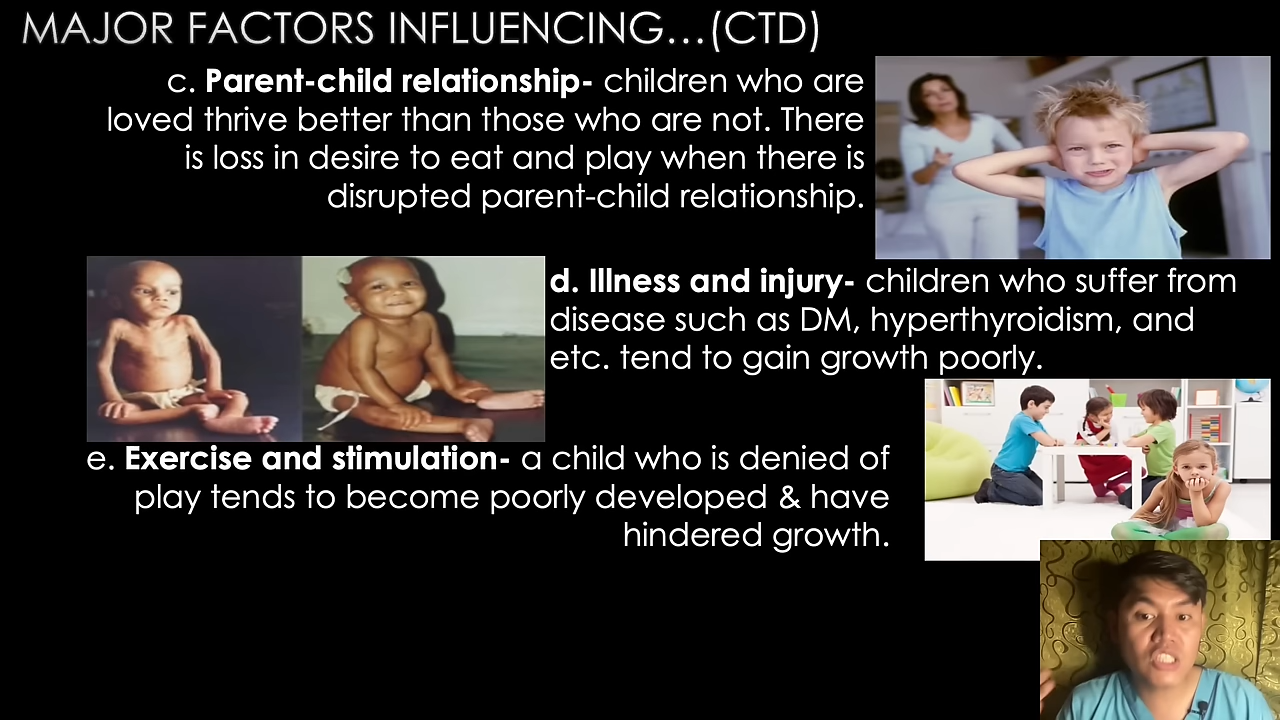 MAJOR FACTORS INFLUENCING...(CTD)
c. Parent-child relationship- children who are
loved thrive better than those who are not. There
is loss in desire to eat and play when there is
disrupted parent-child relationship.
d. Illness and injury- children who suffer from
disease such as DM, hyperthyroidism, and
etc. tend to gain growth poorly.
e. Exercise and stimulation- a child who is denied of
play tends to become poorly developed & have
hindered growth.